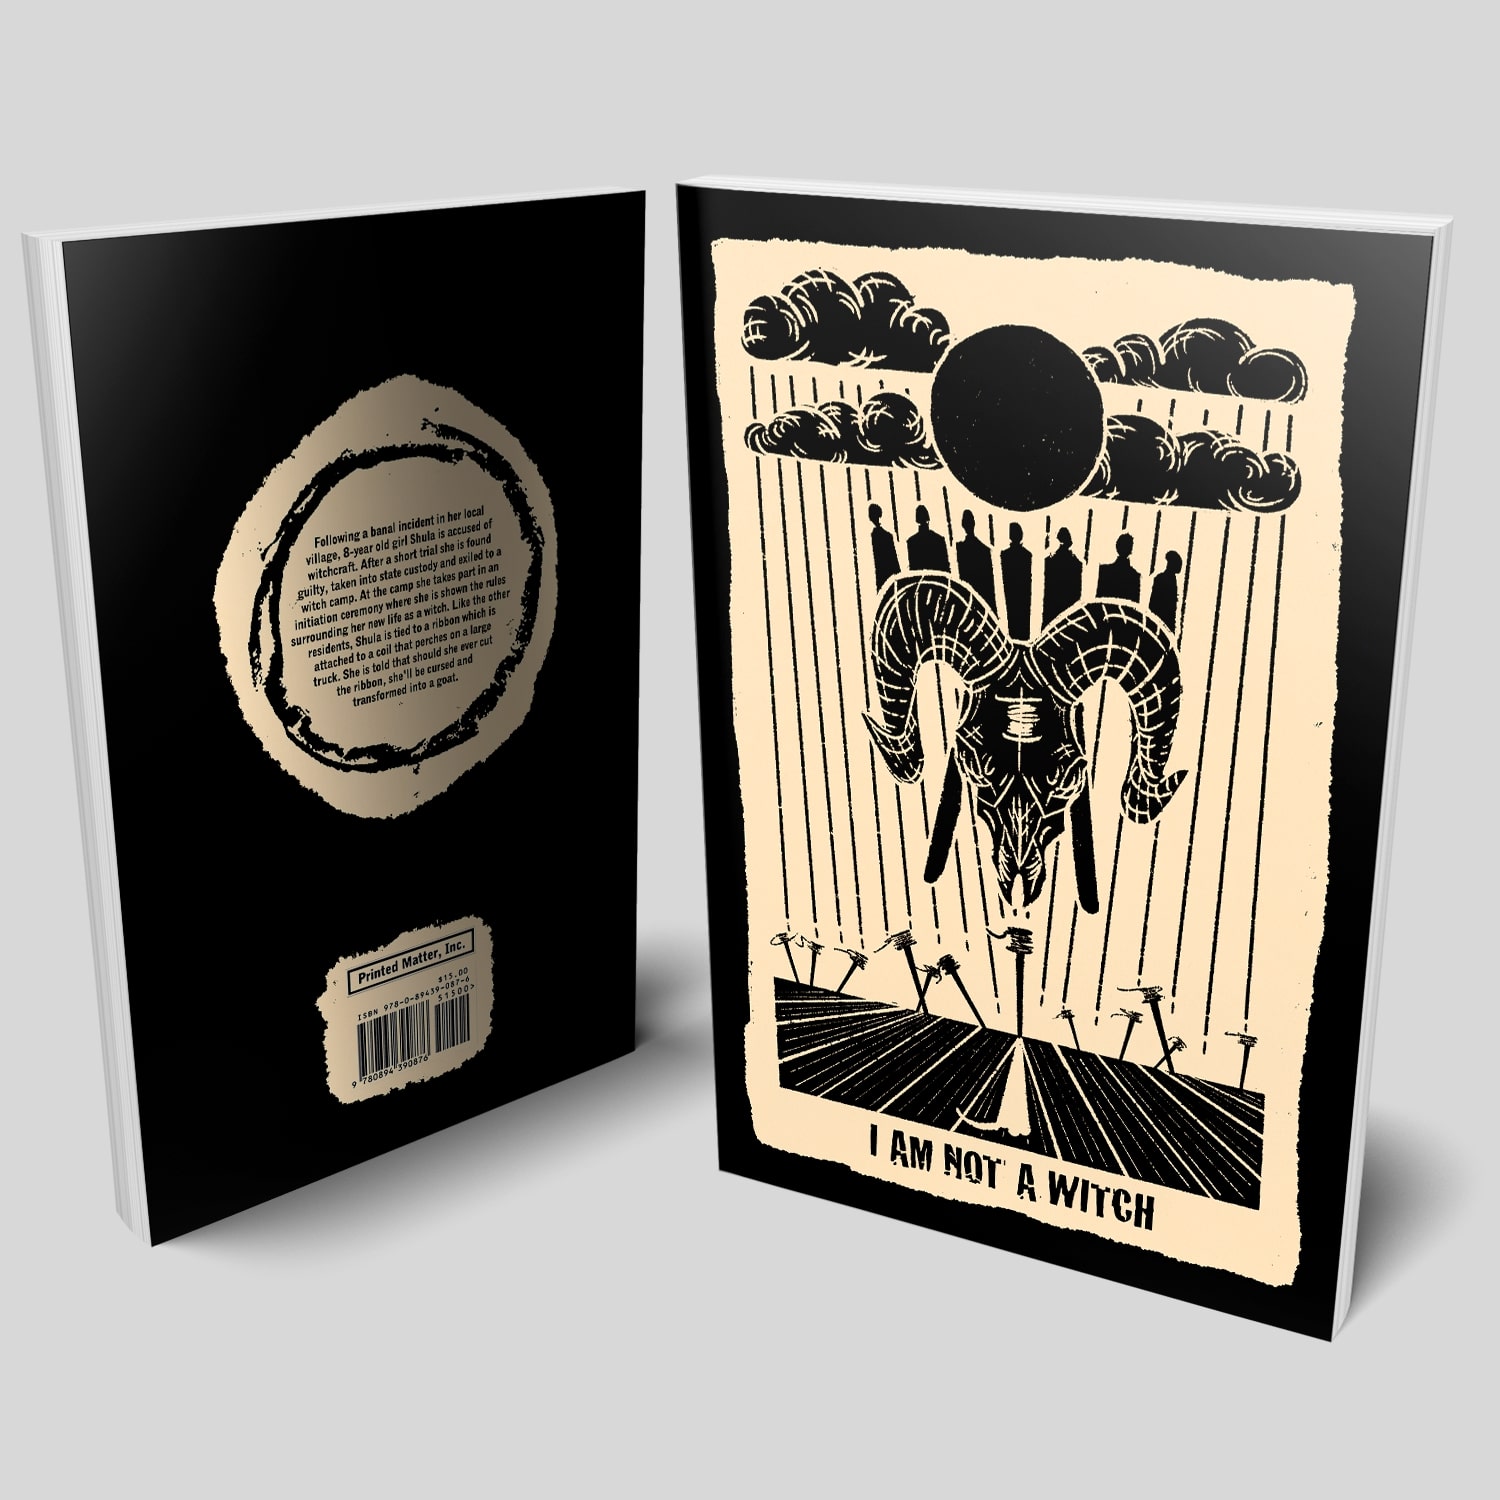 Following a banal incident in her local
village, 8-year old girl Shula is accused of
witchcraft. After a short trial she is found
guilty, taken into state custody and exiled to a
witch camp. At the camp she takes part in an
initiation ceremony where she is shown the rules
surrounding her new life as a witch. Like the other
residents, Shula is tied to a ribbon which is
attached to a coil that perches on a large
truck. She is told that should she ever cut
the ribbon, she'll be cursed and
transformed into a goat.
Printed Matter, Inc.
$15.00
ISBN 978-0-89439-087-6
51500>
9 780894 390876
I AM NOT A WITCH